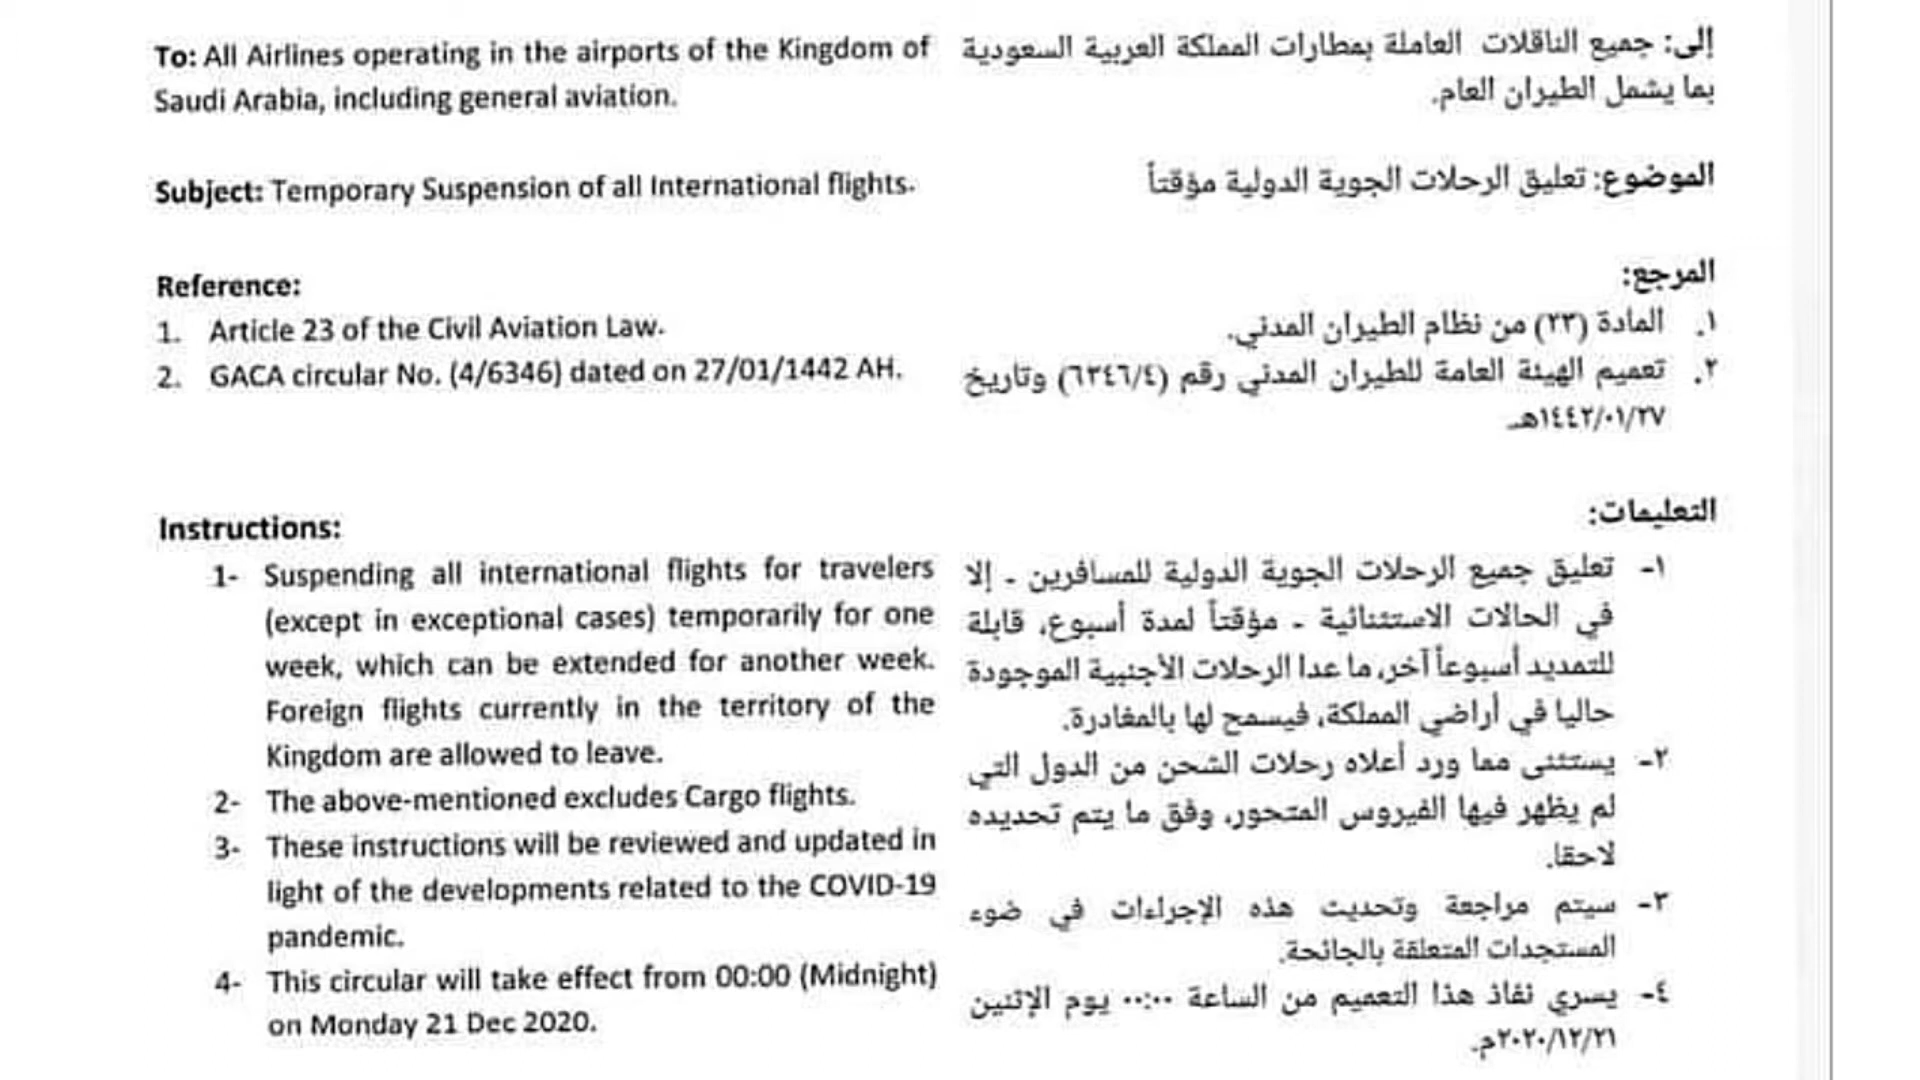 To: All Airlines operating in the airports of the Kingdom of
Saudi Arabia, including general aviation.
Subject: Temporary Suspension of all International flights.
Reference:
1. Article 23 of the Civil Aviation Law.
2. GACA circular No. (4/6346) dated on 27/01/1442 AH.
Instructions:
1- Suspending all international flights for travelers
(except in exceptional cases) temporarily for one
week, which can be extended for another week.
Foreign flights currently in the territory of the
Kingdom are allowed to leave.
2- The above-mentioned excludes Cargo flights.
3- These instructions will be reviewed and updated in
light of the developments related to the COVID-19
pandemic.
4- This circular will take effect from 00:00 (Midnight)
on Monday 21 Dec 2020.
إلى: جميع الناقلات العاملة بمطارات المملكة العربية السعودية
بما يشمل الطيران العام.
الموضوع: تعليق الرحلات الجوية الدولية مؤقتاً
المرجع:
١. المادة (٢٣) من نظام الطيران المدني.
٢. تعميم الهيئة العامة للطيران المدني رقم (٦٣٤٦/٤) وتاريخ
١٤٤٢/٠١/٢٧هـ
التعليمات:
١- تعليق جميع الرحلات الجوية الدولية للمسافرين - إلا
في الحالات الاستثنائية - مؤقتاً لمدة أسبوع، قابلة
للتمديد أسبوعاً آخر، ما عدا الرحلات الأجنبية الموجودة
حاليا في أراضي المملكة، فيسمح لها بالمغادرة.
٢- يستثنى مما ورد أعلاه رحلات الشحن من الدول التي
لم يظهر فيها الفيروس المتحور، وفق ما يتم تحديده
لاحقا.
٣- سيتم مراجعة وتحديث هذه الإجراءات في ضوء
المستجدات المتعلقة بالجائحة.
٤- يسري نفاذ هذا التعميم من الساعة ٠٠:٠٠ يوم الإثنين
٢٠٢٠/١٢/٢١م.